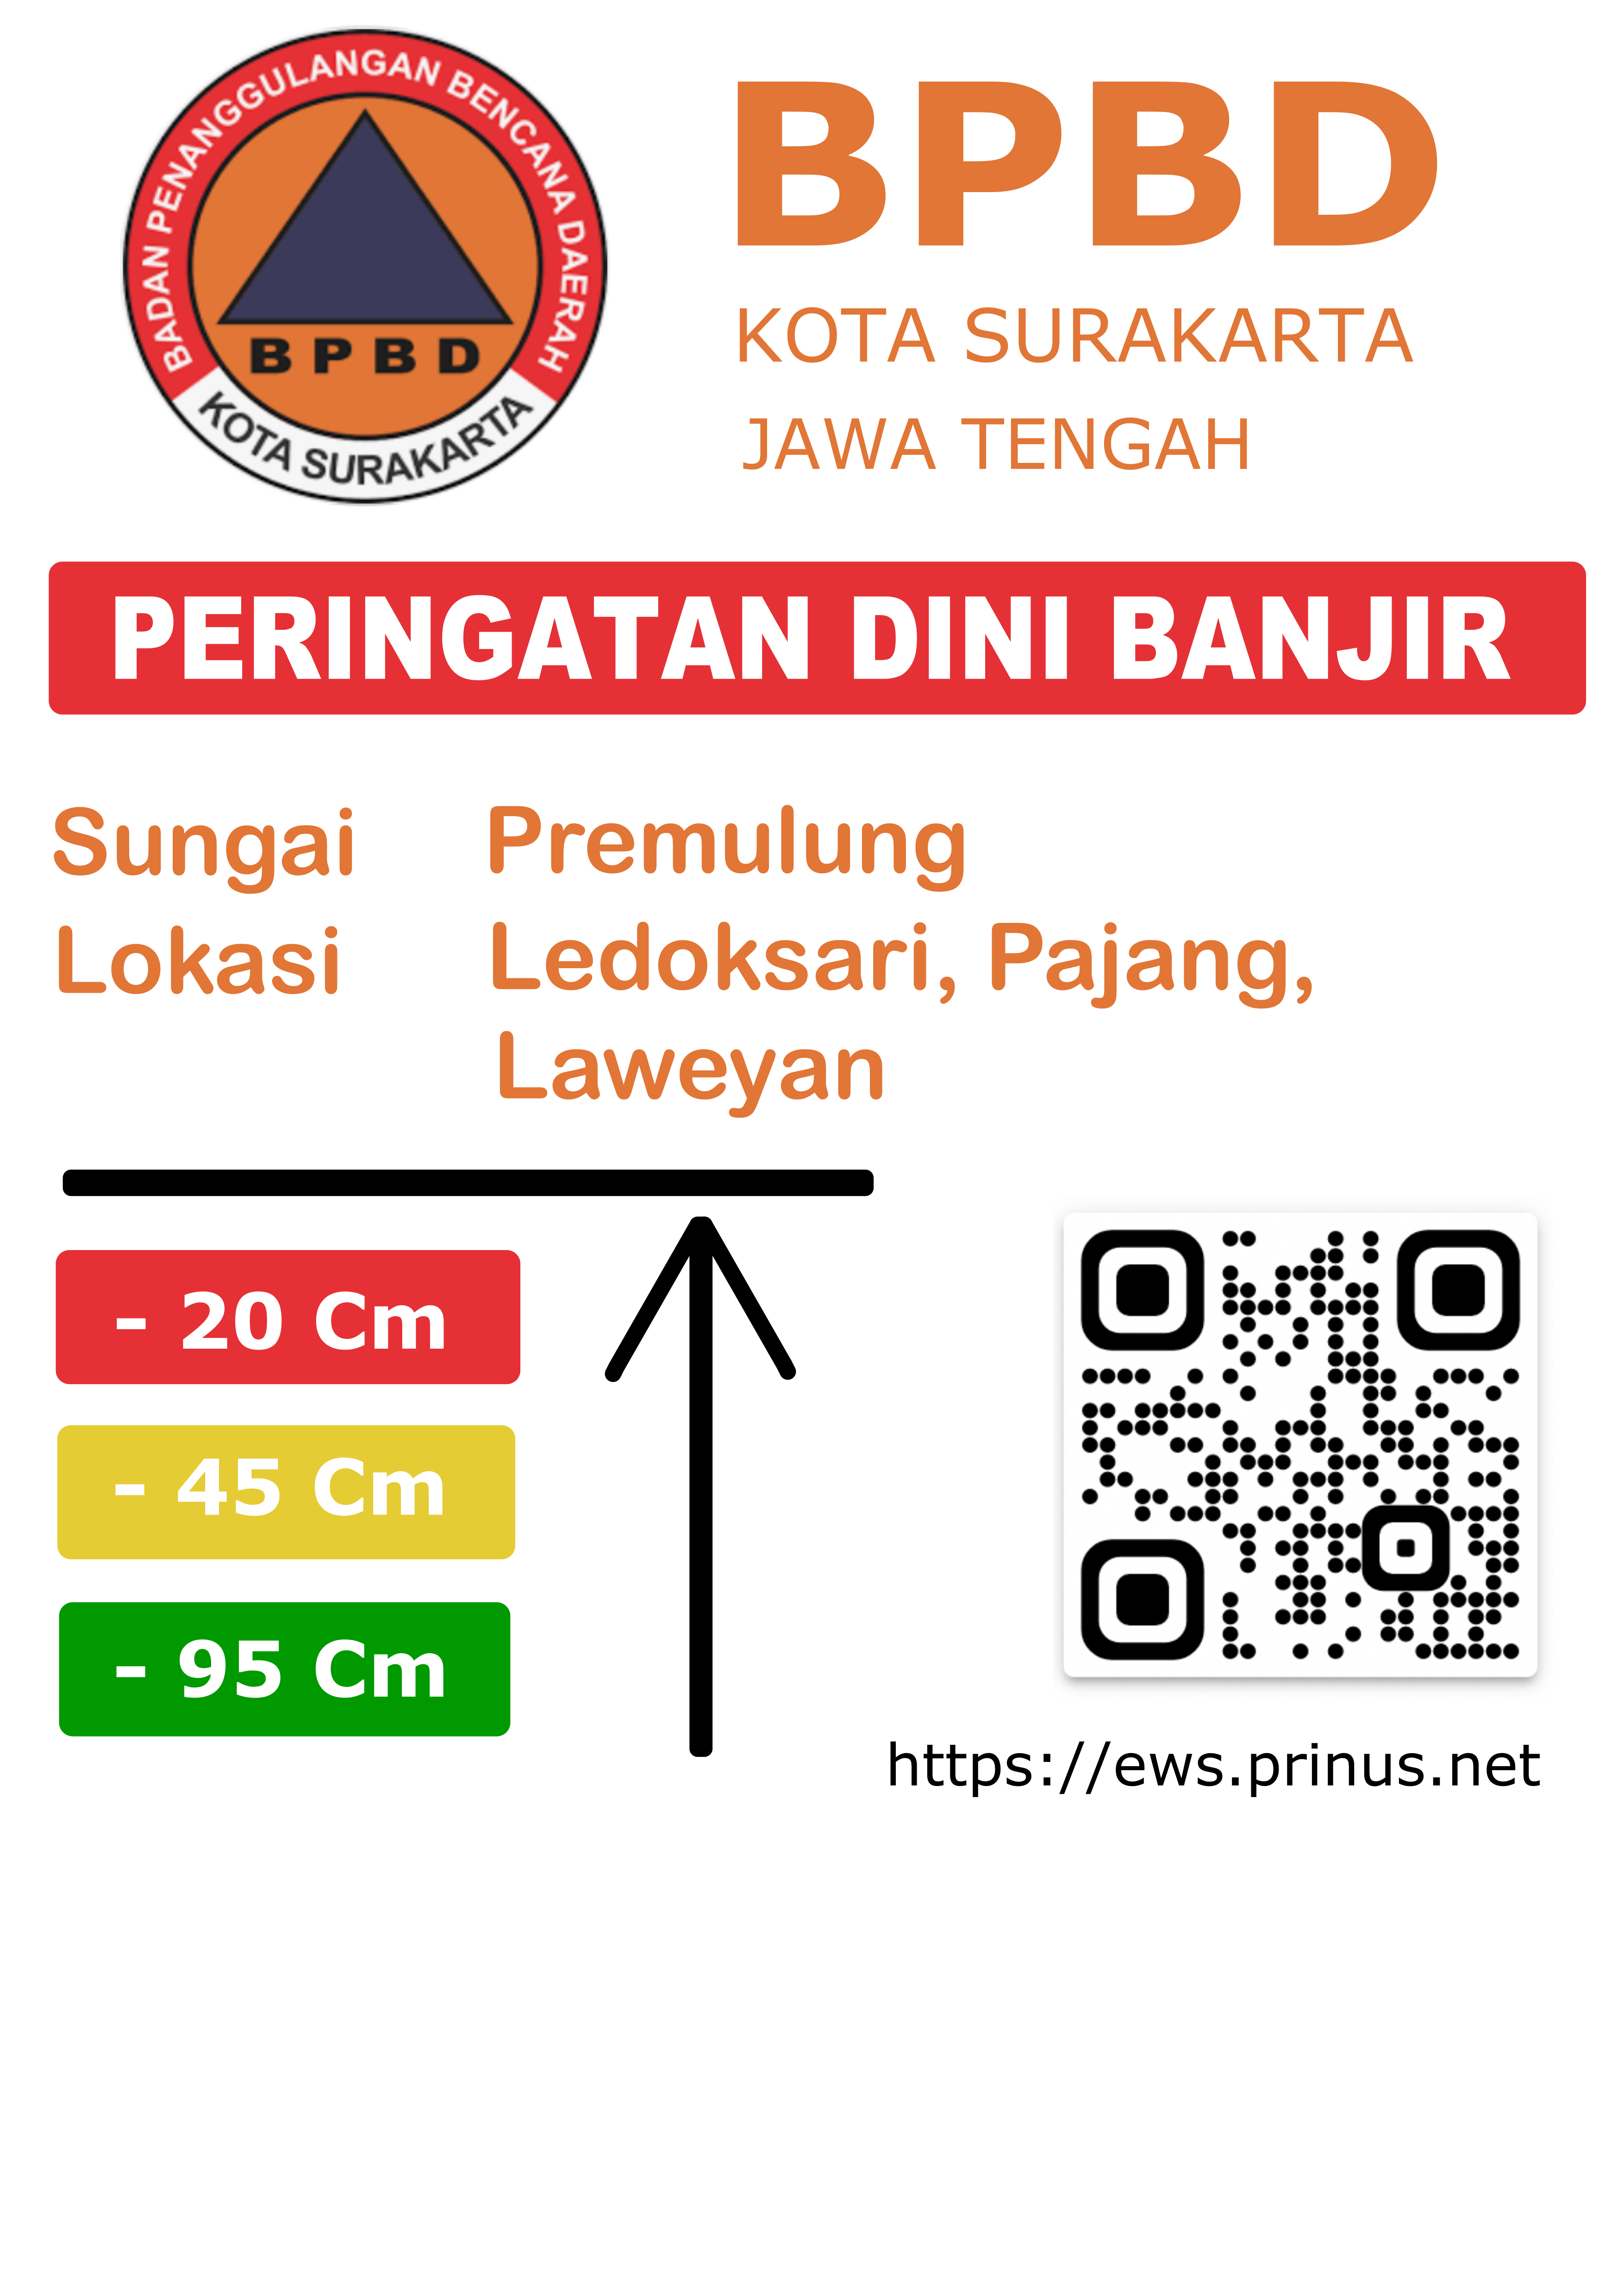 BADAN PENANGGULANGAN BENCANA DAERAH
BPBD
KOTA SURAKARTA
BPBD
KOTA SURAKARTA
JAWA TENGAH
PERINGATAN DINI BANJIR
Sungai Premulung
Lokasi Ledoksari, Pajang,
Laweyan
- 20 Cm
- 45 Cm
- 95 Cm
https://ews.prinus.net